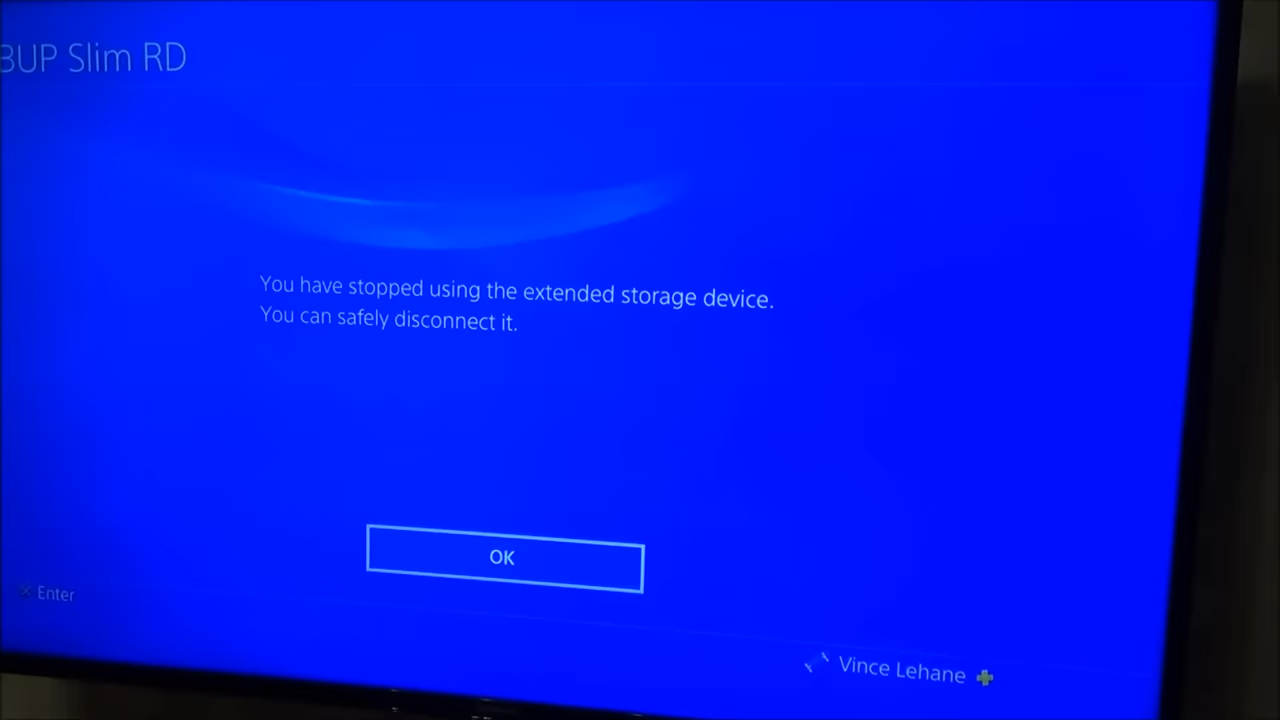 BUP Slim RD
You have stopped using the extended storage device.
You can safely disconnect it.
OK
Enter
Vince Lehane